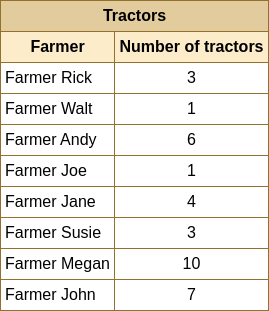 Tractors
Farmer Number of tractors
Farmer Rick 3
Farmer Walt 1
Farmer Andy 6
Farmer Joe 1
Farmer Jane 4
Farmer Susie 3
Farmer Megan 10
Farmer John 7